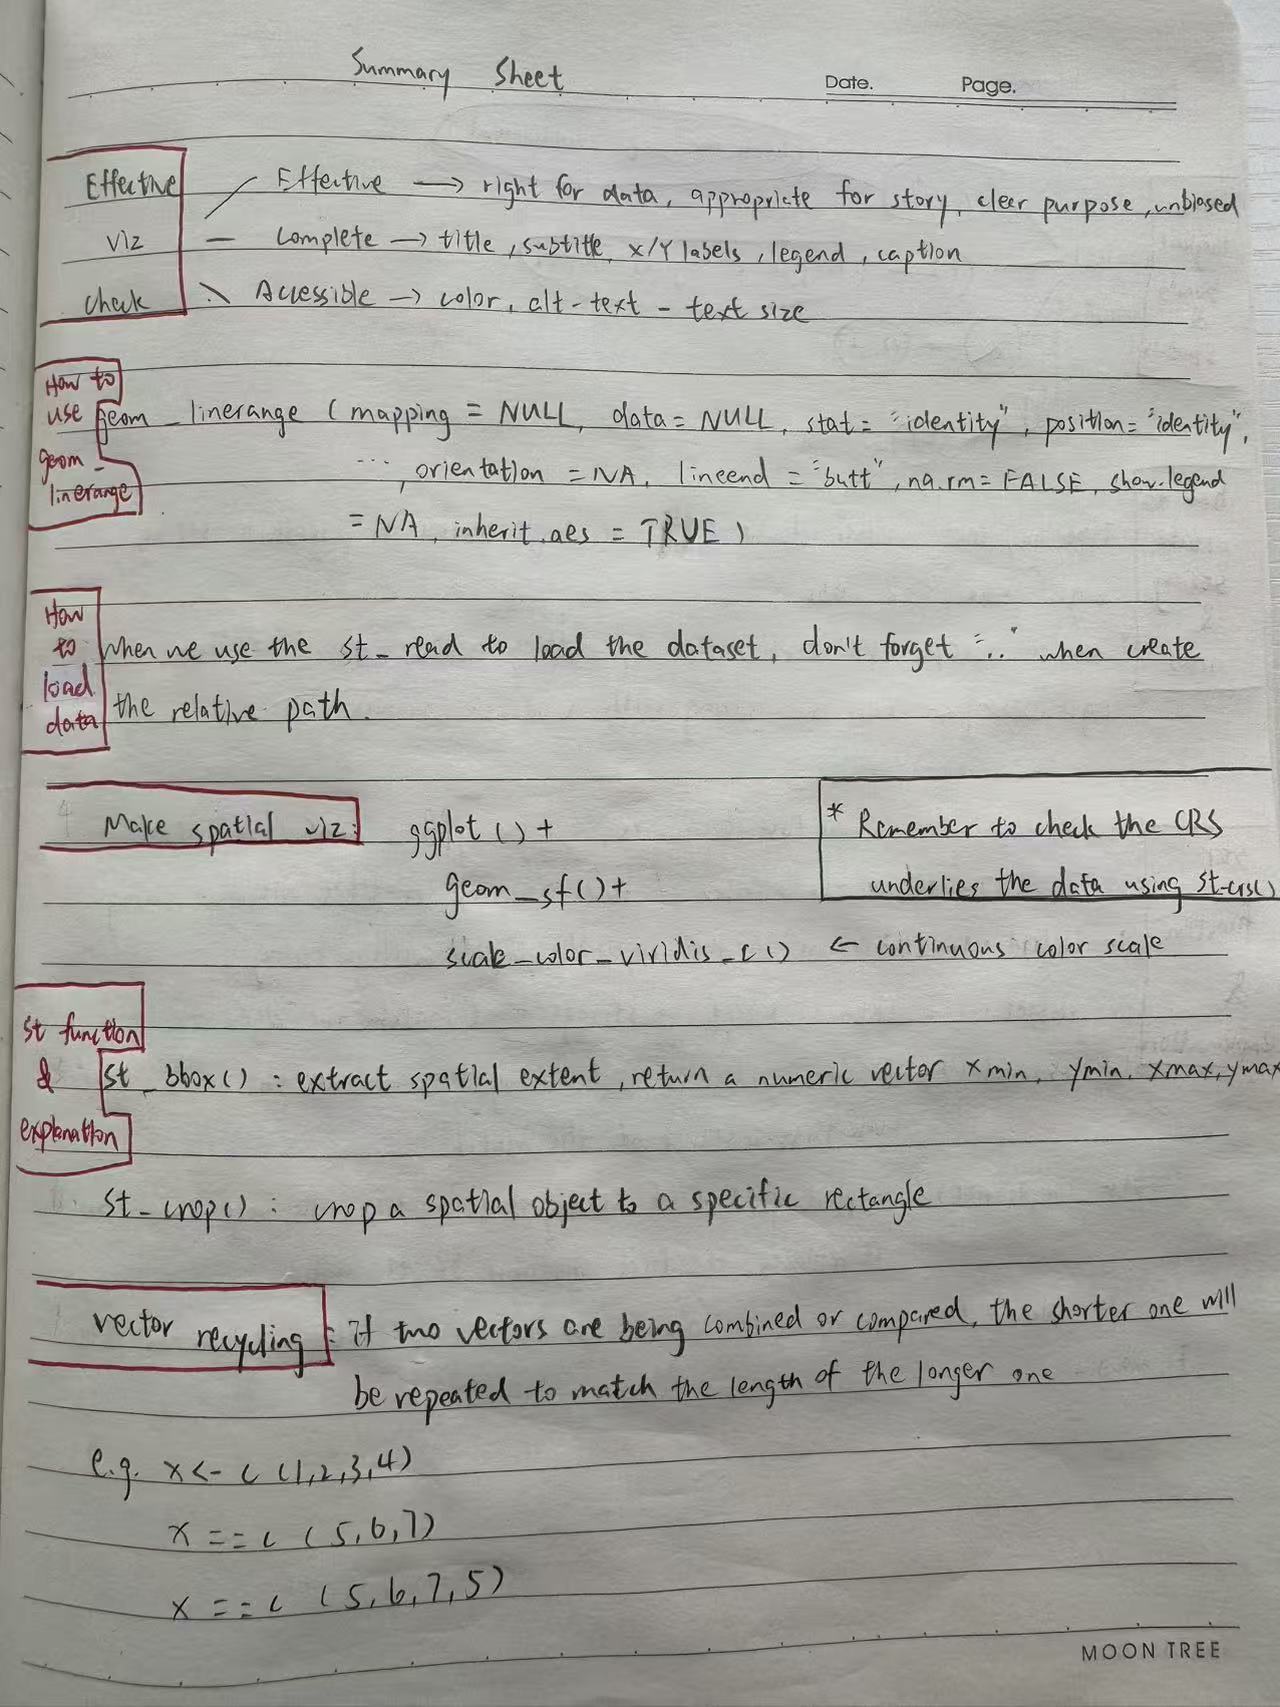 Summary Sheet
Date. Page.
Effective viz check
Effective → right for data, appropriate for story, clear purpose, unbiased
— Complete → title, subtitle, x/Y labels, legend, caption
Accessible → color, alt-text - text size
How to use geom_linerange
geom_linerange (mapping = NULL, data = NULL, stat = "identity", position = "identity",
..., orientation = NA, lineend = "butt", na.rm = FALSE, show.legend
= NA, inherit.aes = TRUE)
How to load data
When we use the st_read to load the dataset, don't forget ".." when create
the relative path.
Make spatial viz:
ggplot () +
geom_sf() +
scale_color_viridis_c() ← continuous color scale
* Remember to check the CRS
underlies the data using st-crs()
st function & explanation
st_bbox() : extract spatial extent, return a numeric vector xmin, ymin, xmax, ymax
st_crop() : crop a spatial object to a specific rectangle
vector recycling : if two vectors are being combined or compared, the shorter one will
be repeated to match the length of the longer one
e.g. x <- c (1,2,3,4)
x == c (5,6,7)
x == c (5,6,7,5)
MOON TREE